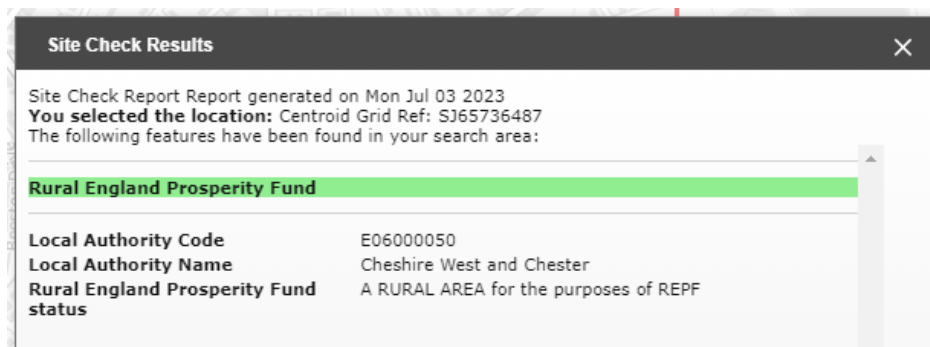 Site Check Results
Site Check Report Report generated on Mon Jul 03 2023
You selected the location: Centroid Grid Ref: SJ65736487
The following features have been found in your search area:
Rural England Prosperity Fund
Local Authority Code E06000050
Local Authority Name Cheshire West and Chester
Rural England Prosperity Fund A RURAL AREA for the purposes of REPF
status